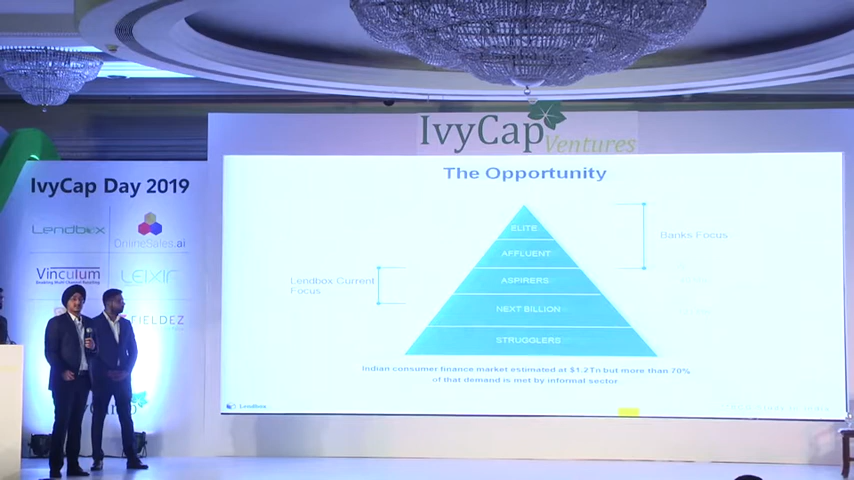 IvyCap Ventures
IvyCap Day 2019
Lendbox
OnlineSales.ai
Vinculum
LEIXIR
FIELDEZ
The Opportunity
ELITE
AFFLUENT
ASPIRERS
NEXT BILLION
STRUGGLERS
Banks Focus
Lendbox Current
Focus
Indian consumer finance market estimated at $1.2Tn but more than 70%
of that demand is met by informal sector.
Lendbox